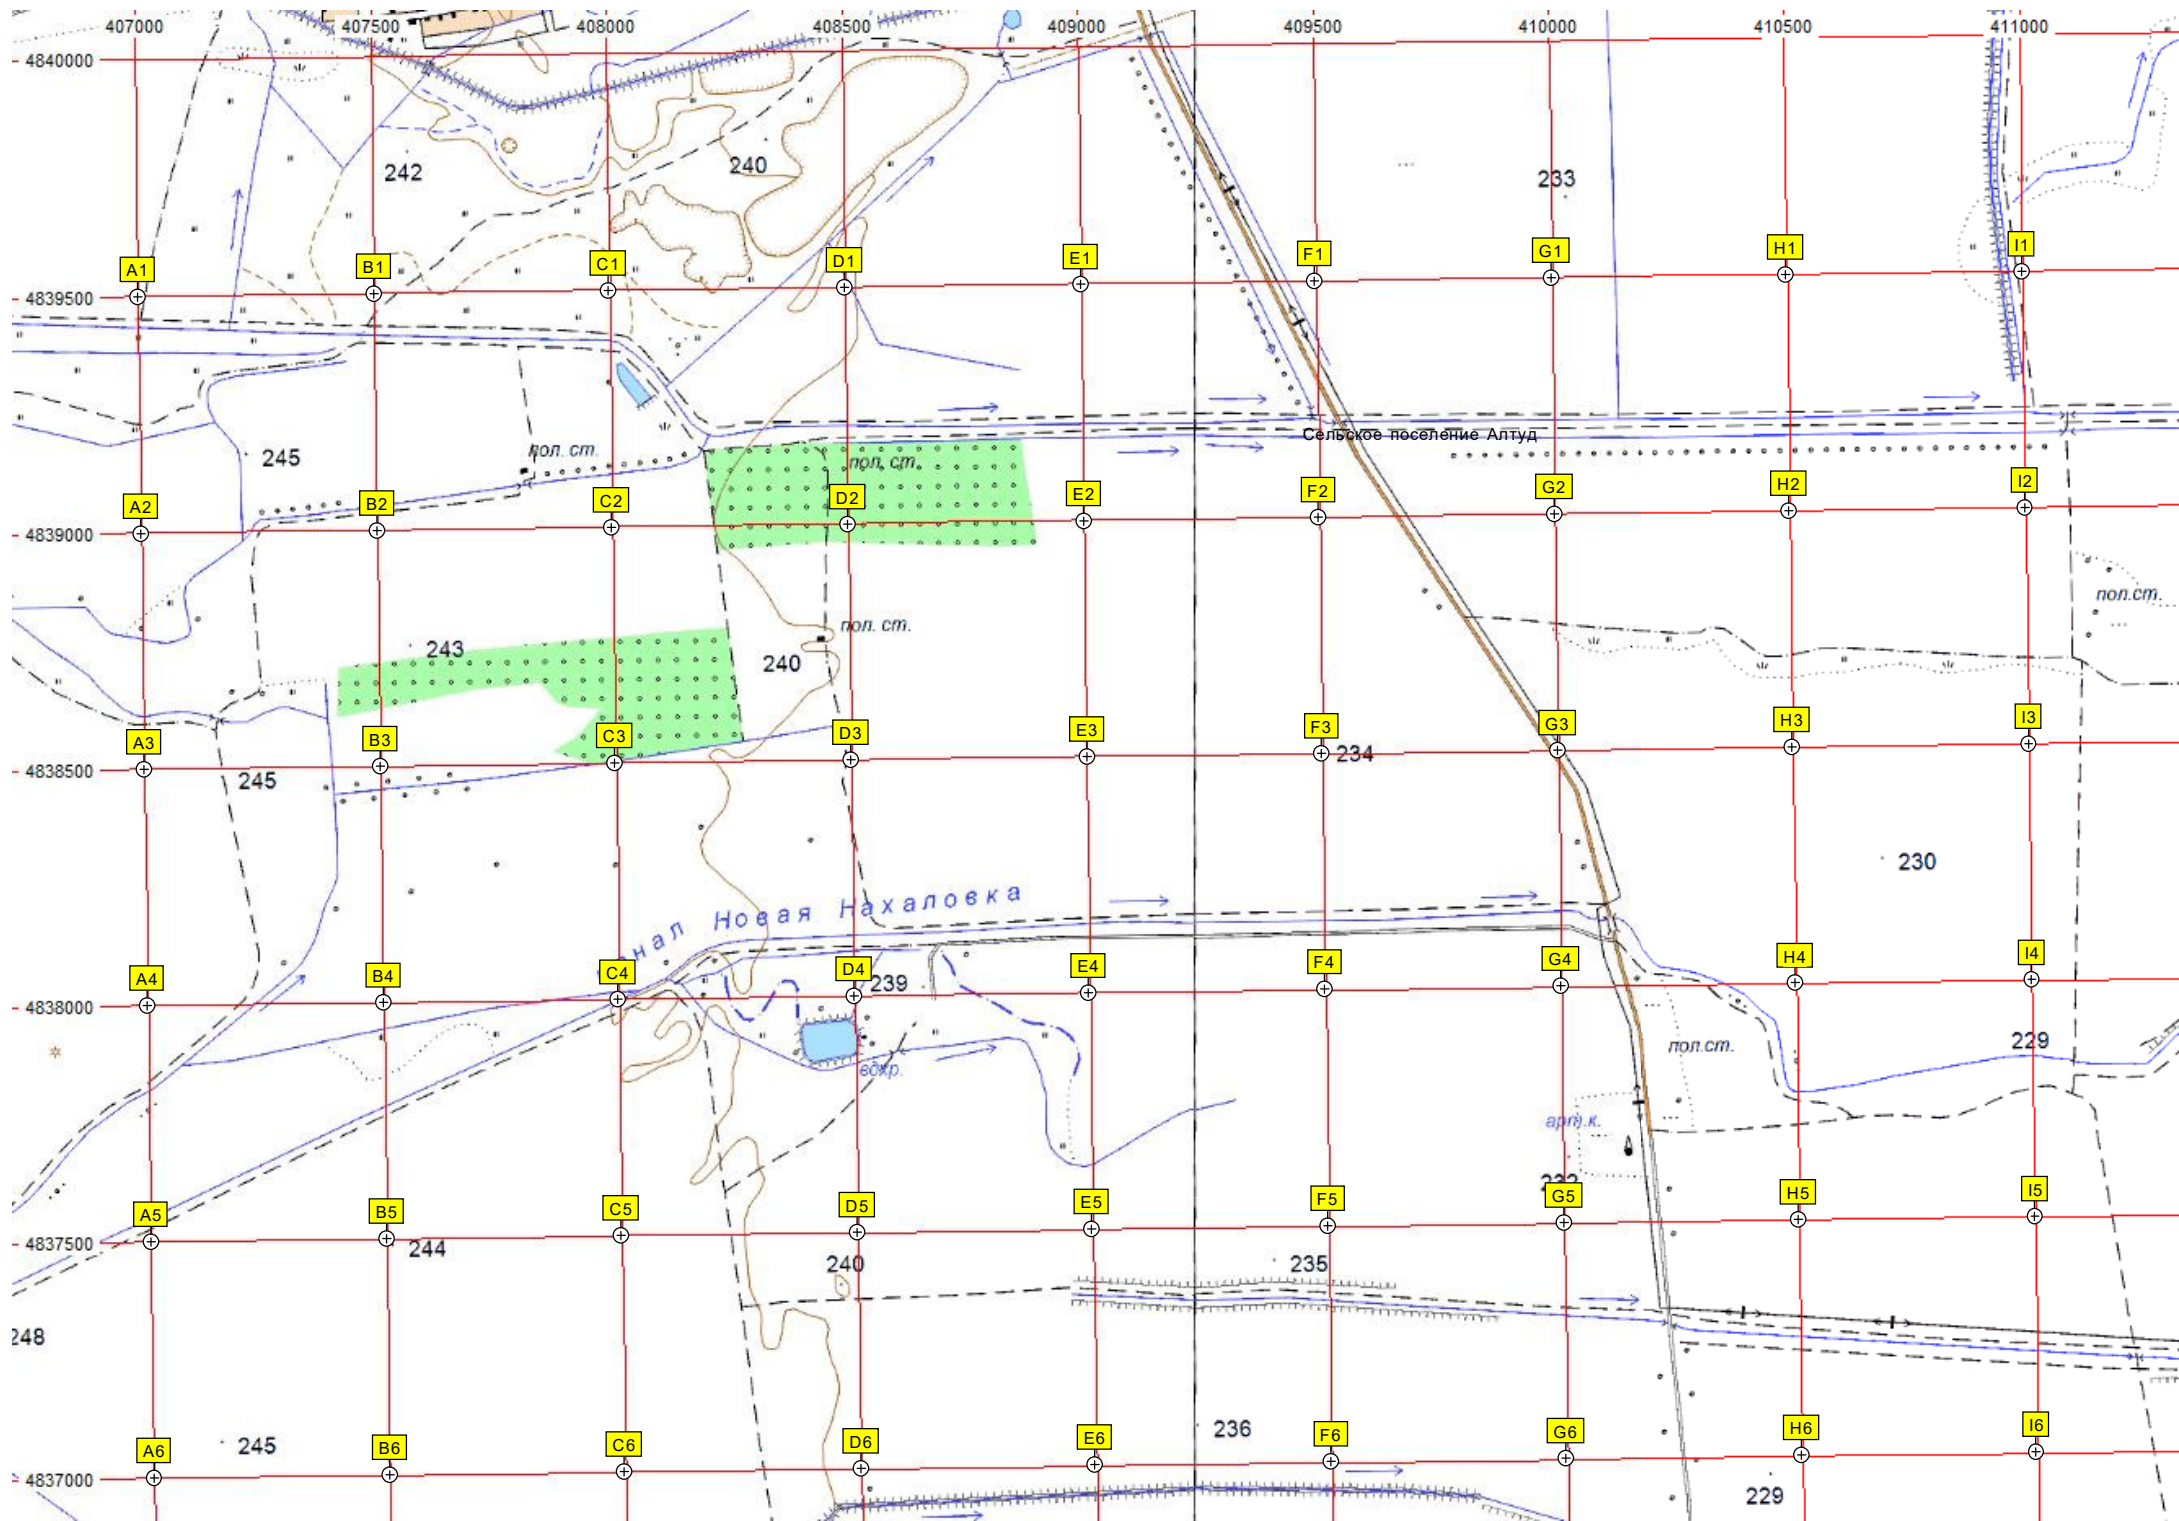 407000 407500 408000 408500 409000 409500 410000 410500 411000
4840000
242 240 233
A1 B1 C1 D1 E1 F1 G1 H1 I1
4839500
Сельское поселение Алтуд
245 пол. ст. пол. ст.
A2 B2 C2 D2 E2 F2 G2 H2 I2
4839000
пол.ст.
пол. ст.
243 240
A3 B3 C3 D3 E3 F3 G3 H3 I3
234
4838500
245
230
нал Новая Нахаловка
A4 B4 C4 D4 E4 F4 G4 H4 I4
239
4838000
пол.ст. 229
вдхр.
арт.к.
232
A5 B5 C5 D5 E5 F5 G5 H5 I5
4837500
244 240 235
248
236
245
A6 B6 C6 D6 E6 F6 G6 H6 I6
4837000
229